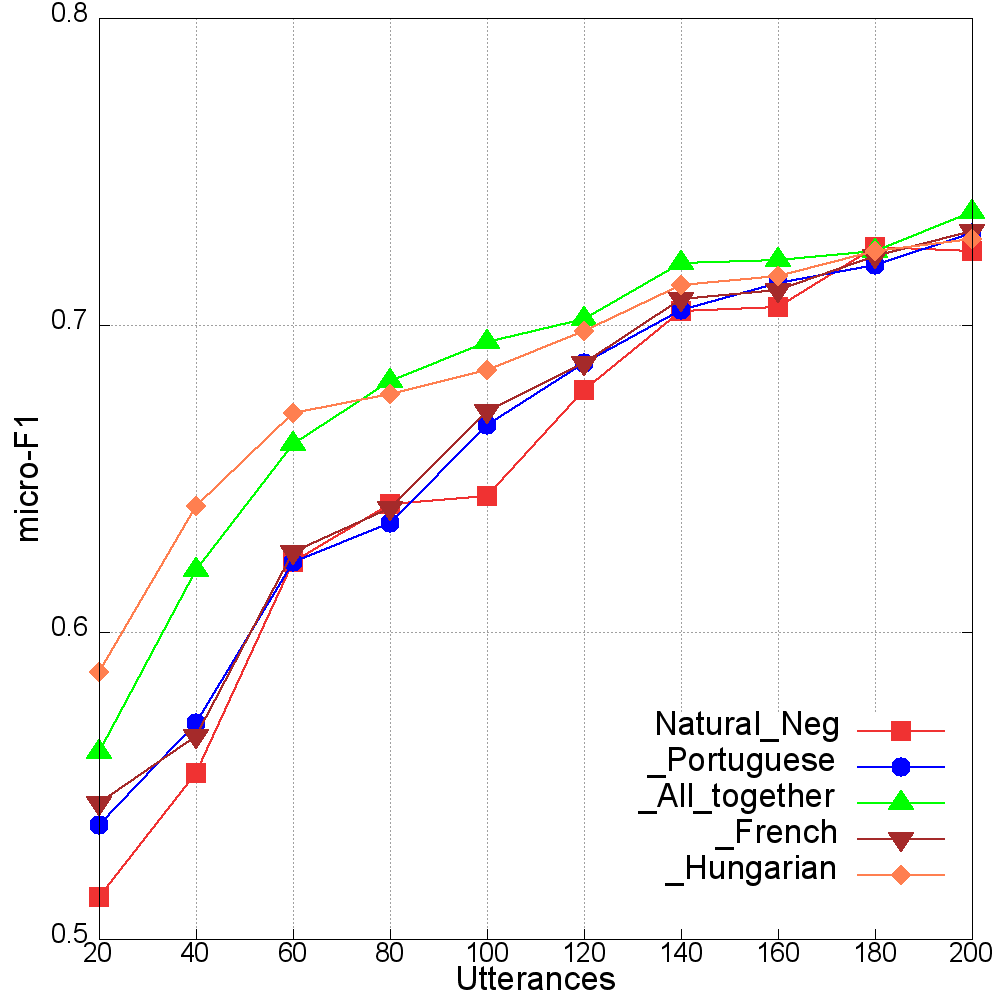 0.8
0.7
0.6
0.5
micro-F1
Natural_Neg
_Portuguese
_All_together
_French
_Hungarian
20 40 60 80 100 120 140 160 180 200
Utterances